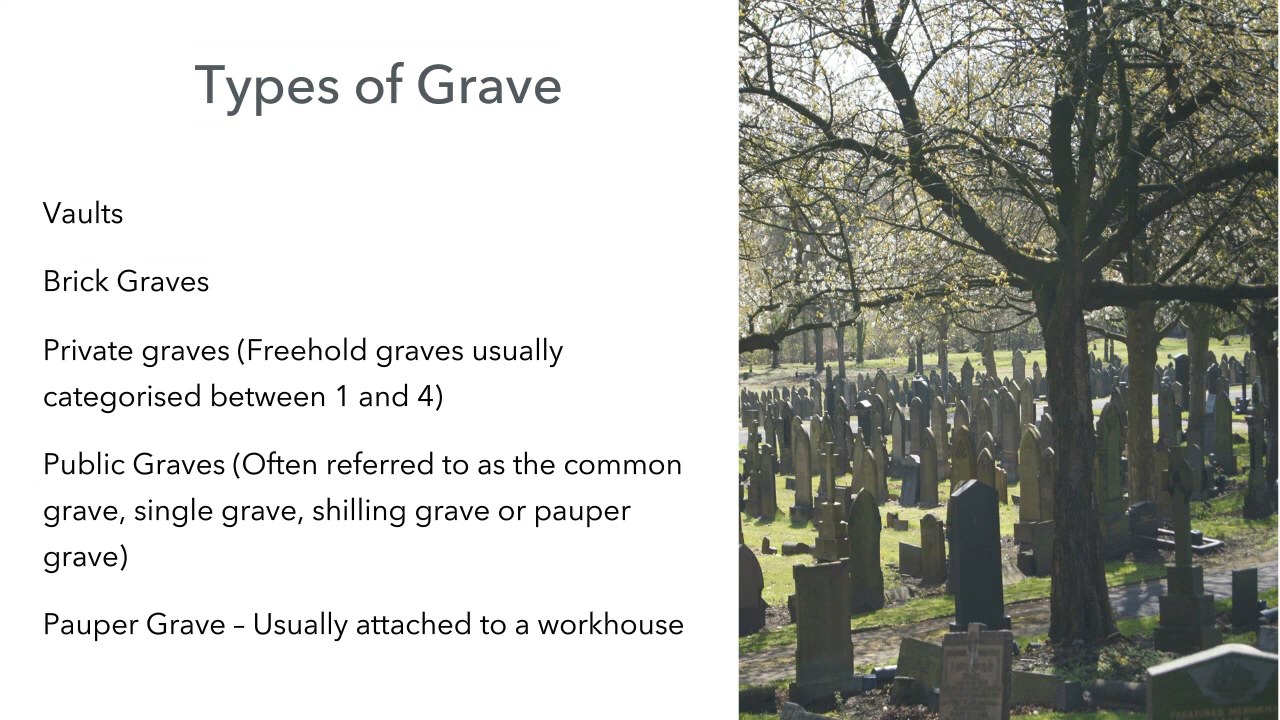 Types of Grave
Vaults
Brick Graves
Private graves (Freehold graves usually
categorised between 1 and 4)
Public Graves (Often referred to as the common
grave, single grave, shilling grave or pauper
grave)
Pauper Grave – Usually attached to a workhouse